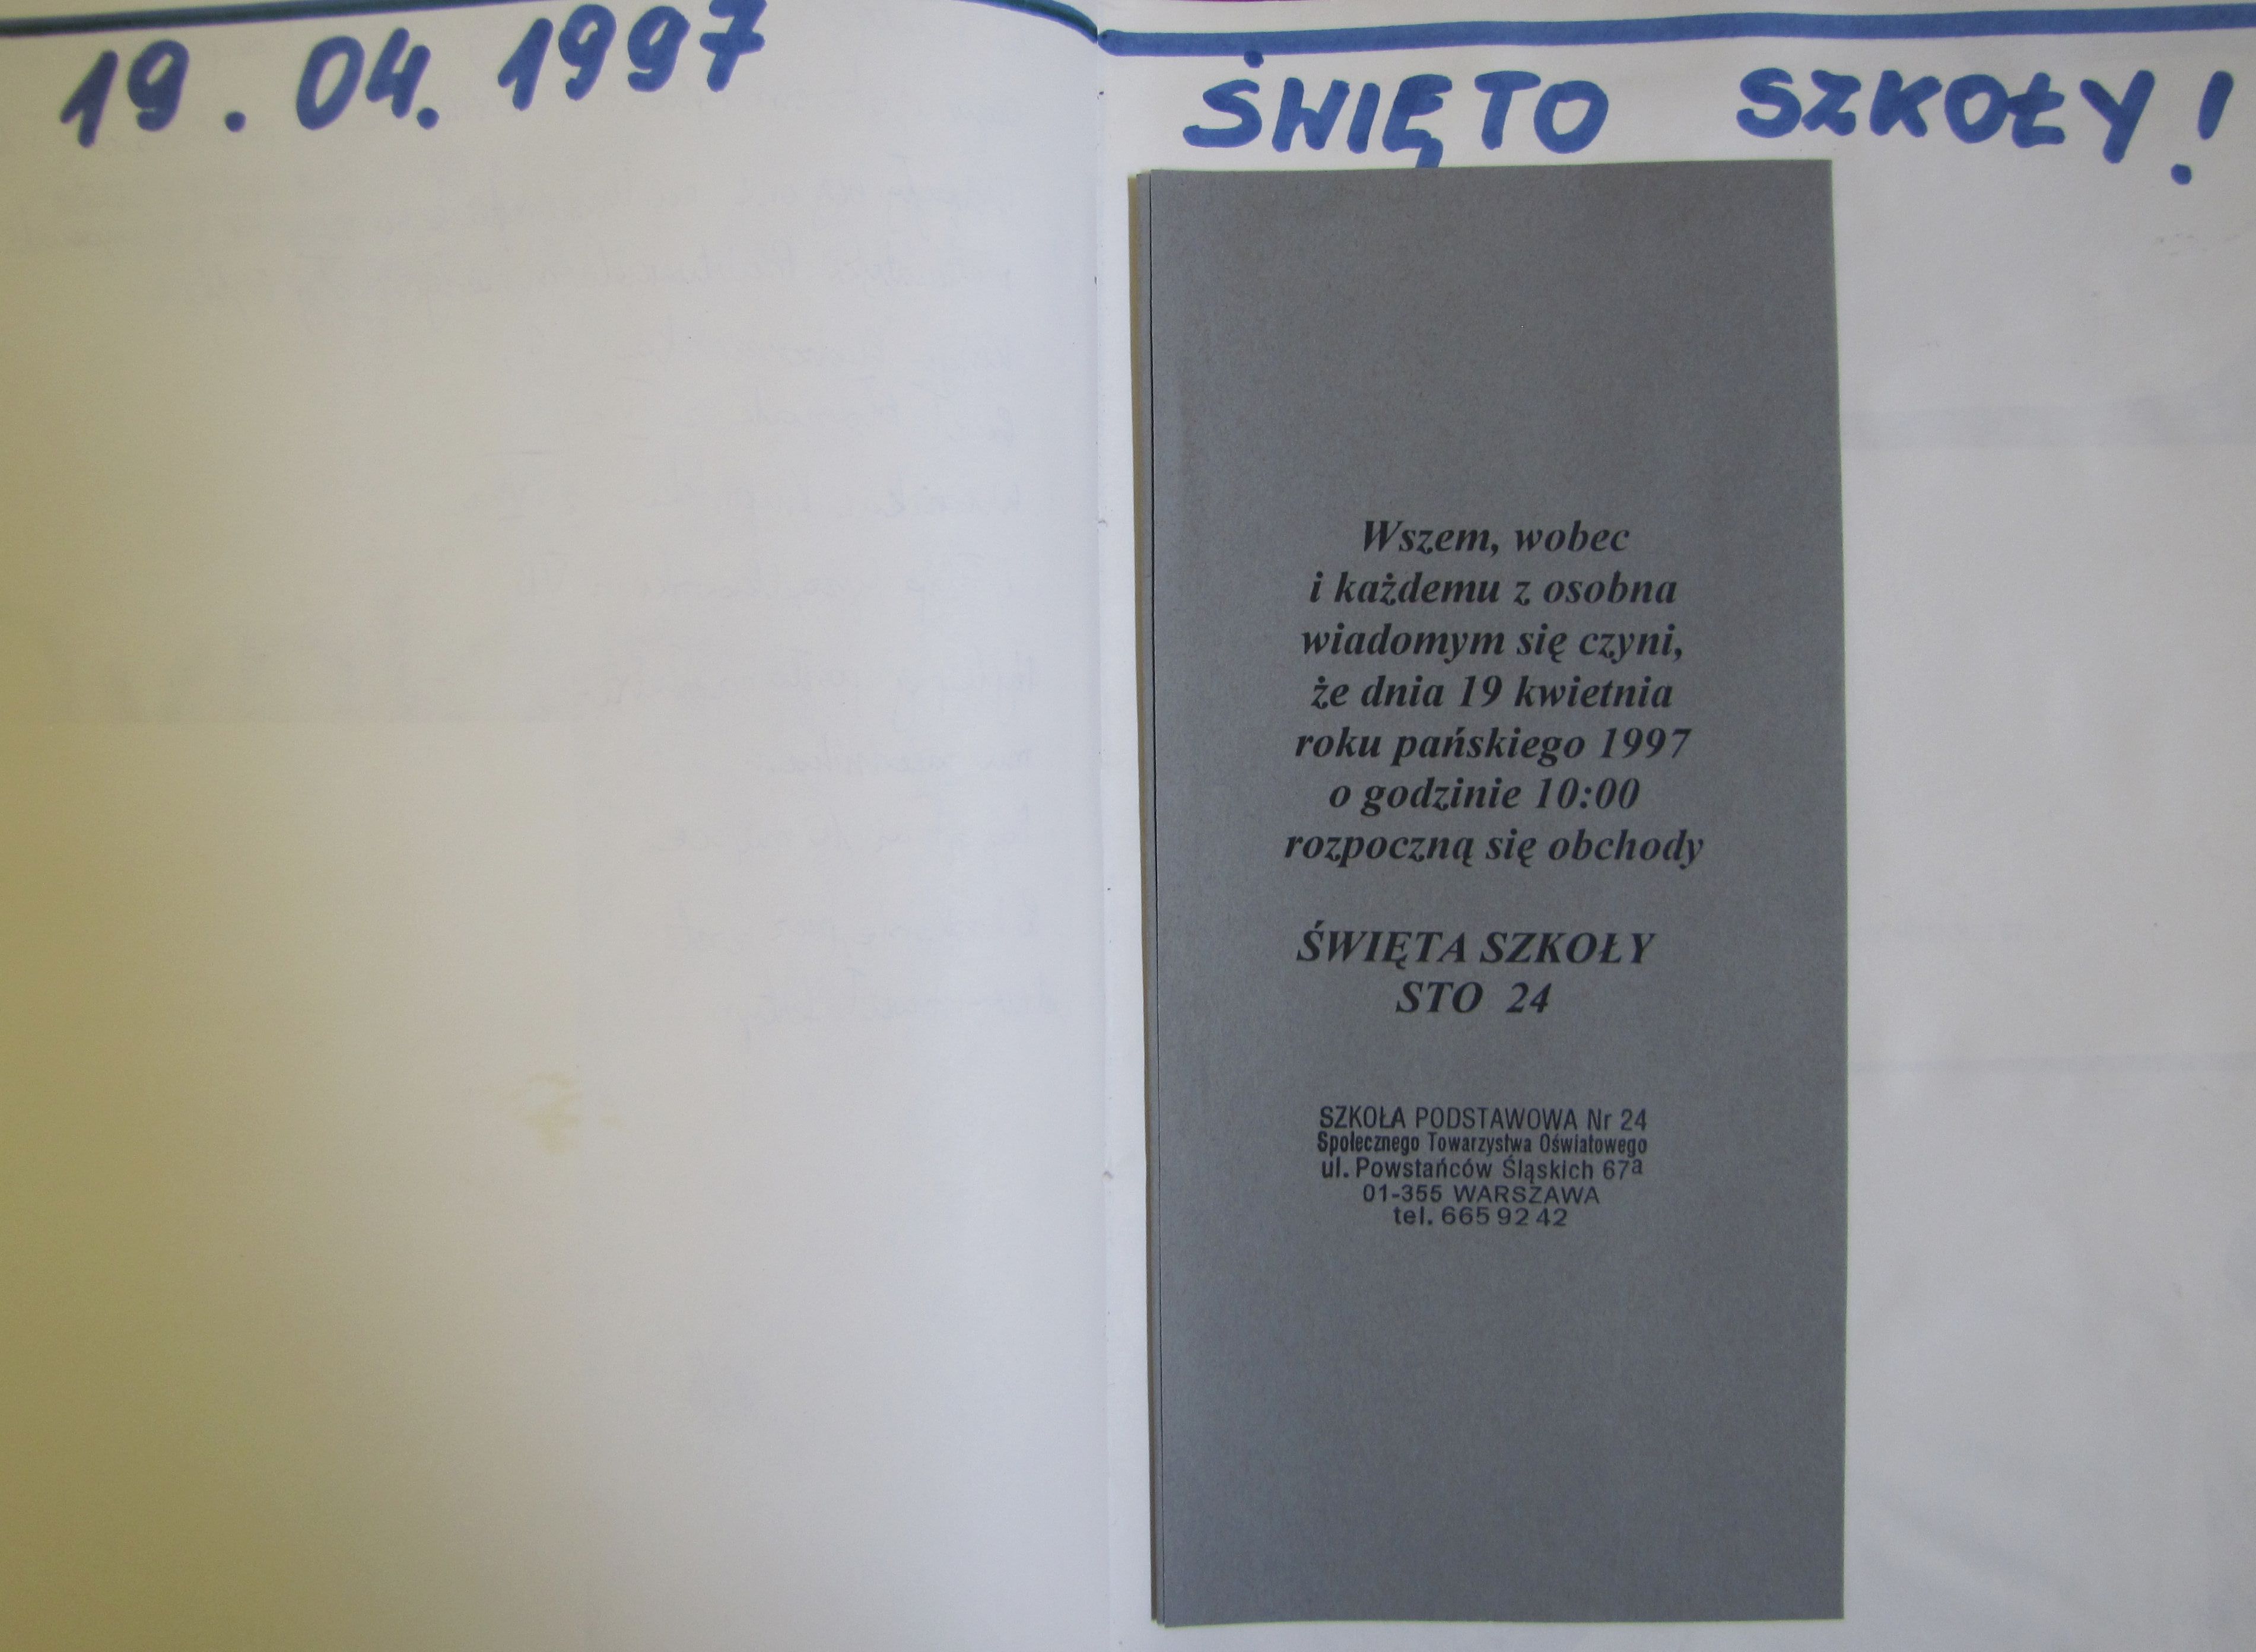 19. 04. 1997
ŚWIĘTO SZKOŁY!
Wszem, wobec
i każdemu z osobna
wiadomym się czyni,
że dnia 19 kwietnia
roku pańskiego 1997
o godzinie 10:00
rozpoczną się obchody
ŚWIĘTA SZKOŁY
STO 24
SZKOŁA PODSTAWOWA Nr 24
Społecznego Towarzystwa Oświatowego
ul. Powstańców Śląskich 67a
01-355 WARSZAWA
tel. 665 92 42